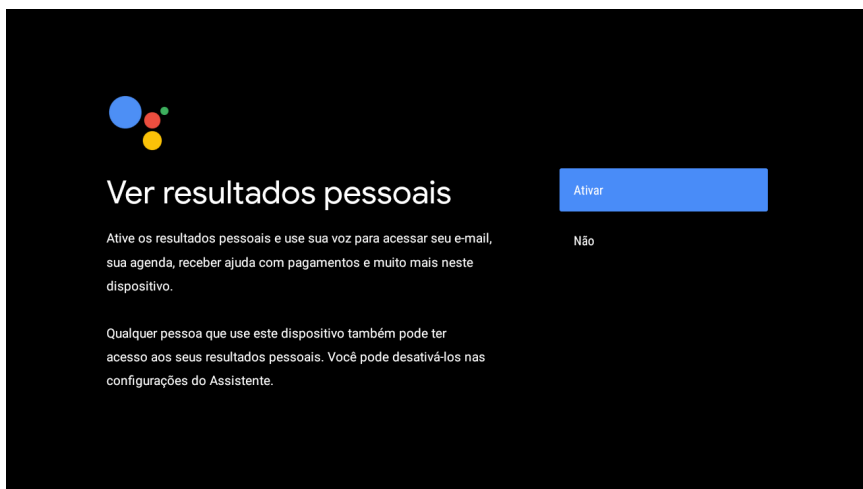 Ver resultados pessoais
Ative os resultados pessoais e use sua voz para acessar seu e-mail,
sua agenda, receber ajuda com pagamentos e muito mais neste
dispositivo.
Qualquer pessoa que use este dispositivo também pode ter
acesso aos seus resultados pessoais. Você pode desativá-los nas
configurações do Assistente.
Ativar
Não